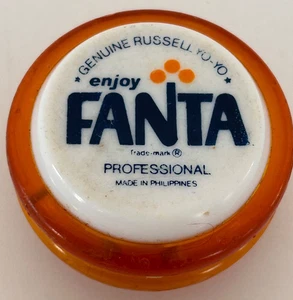 ★ GENUINE RUSSELL YO-YO ★
enjoy
FANTA
Trade-mark ®
PROFESSIONAL
MADE IN PHILIPPINES